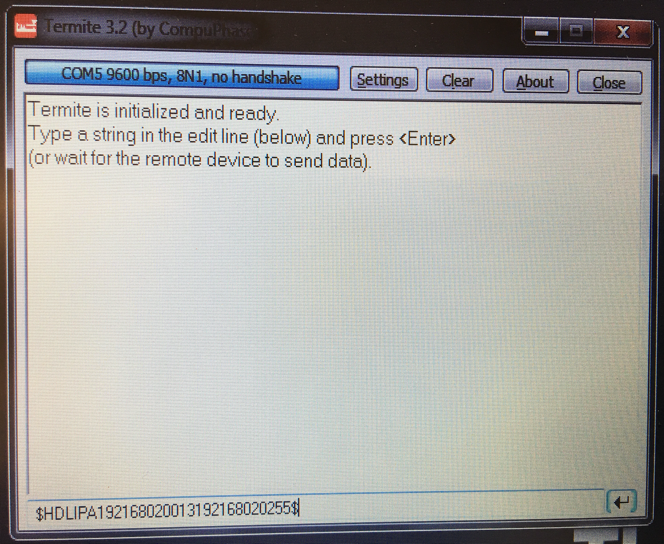 Termite 3.2 (by CompuPhase)
COM5 9600 bps, 8N1, no handshake Settings Clear About Close
Termite is initialized and ready.
Type a string in the edit line (below) and press <Enter>
(or wait for the remote device to send data).
$HDLIPA192168020013192168020255$